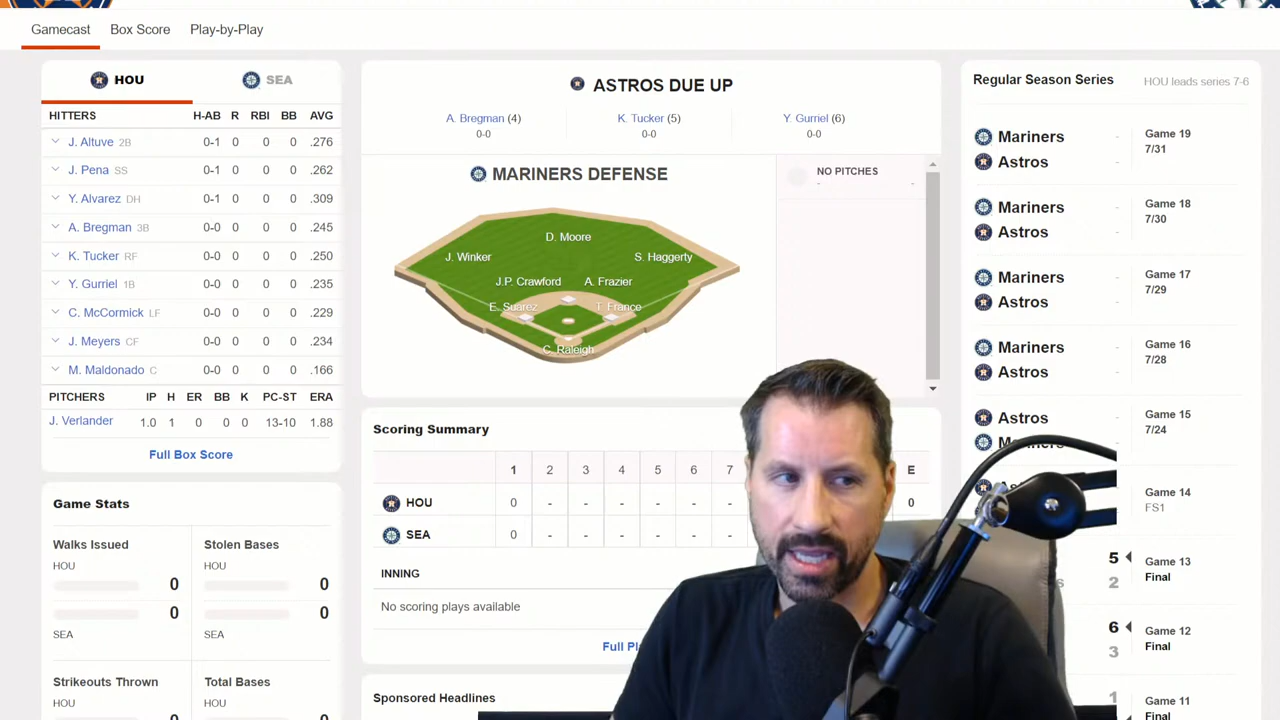 Gamecast Box Score Play-by-Play
HOU SEA
HITTERS H-AB R RBI BB AVG
J. Altuve 2B 0-1 0 0 0 .276
J. Pena SS 0-1 0 0 0 .262
Y. Alvarez DH 0-1 0 0 0 .309
A. Bregman 3B 0-0 0 0 0 .245
K. Tucker RF 0-0 0 0 0 .250
Y. Gurriel 1B 0-0 0 0 0 .235
C. McCormick LF 0-0 0 0 0 .229
J. Meyers CF 0-0 0 0 0 .234
M. Maldonado C 0-0 0 0 0 .166
PITCHERS IP H ER BB K PC-ST ERA
J. Verlander 1.0 1 0 0 0 13-10 1.88
Full Box Score
Game Stats
Walks Issued Stolen Bases
HOU HOU
0 0
0 0
SEA SEA
Strikeouts Thrown Total Bases
HOU HOU
ASTROS DUE UP
A. Bregman (4) K. Tucker (5) Y. Gurriel (6)
0-0 0-0 0-0
MARINERS DEFENSE
NO PITCHES
- -
D. Moore
J. Winker S. Haggerty
J.P. Crawford A. Frazier
E. Suarez T. France
C. Raleigh
Scoring Summary
1 2 3 4 5 6 7 E
HOU 0 - - - - - - 0
SEA 0 - - - - - -
INNING
No scoring plays available
Full
Sponsored Headlines
Regular Season Series HOU leads series 7-6
Mariners - Game 19
Astros - 7/31
Mariners - Game 18
Astros - 7/30
Mariners - Game 17
Astros - 7/29
Mariners - Game 16
Astros - 7/28
Astros - Game 15
Mariners 7/24
Game 14
FS1
5 Game 13
2 Final
6 Game 12
3 Final
1 Game 11
Final